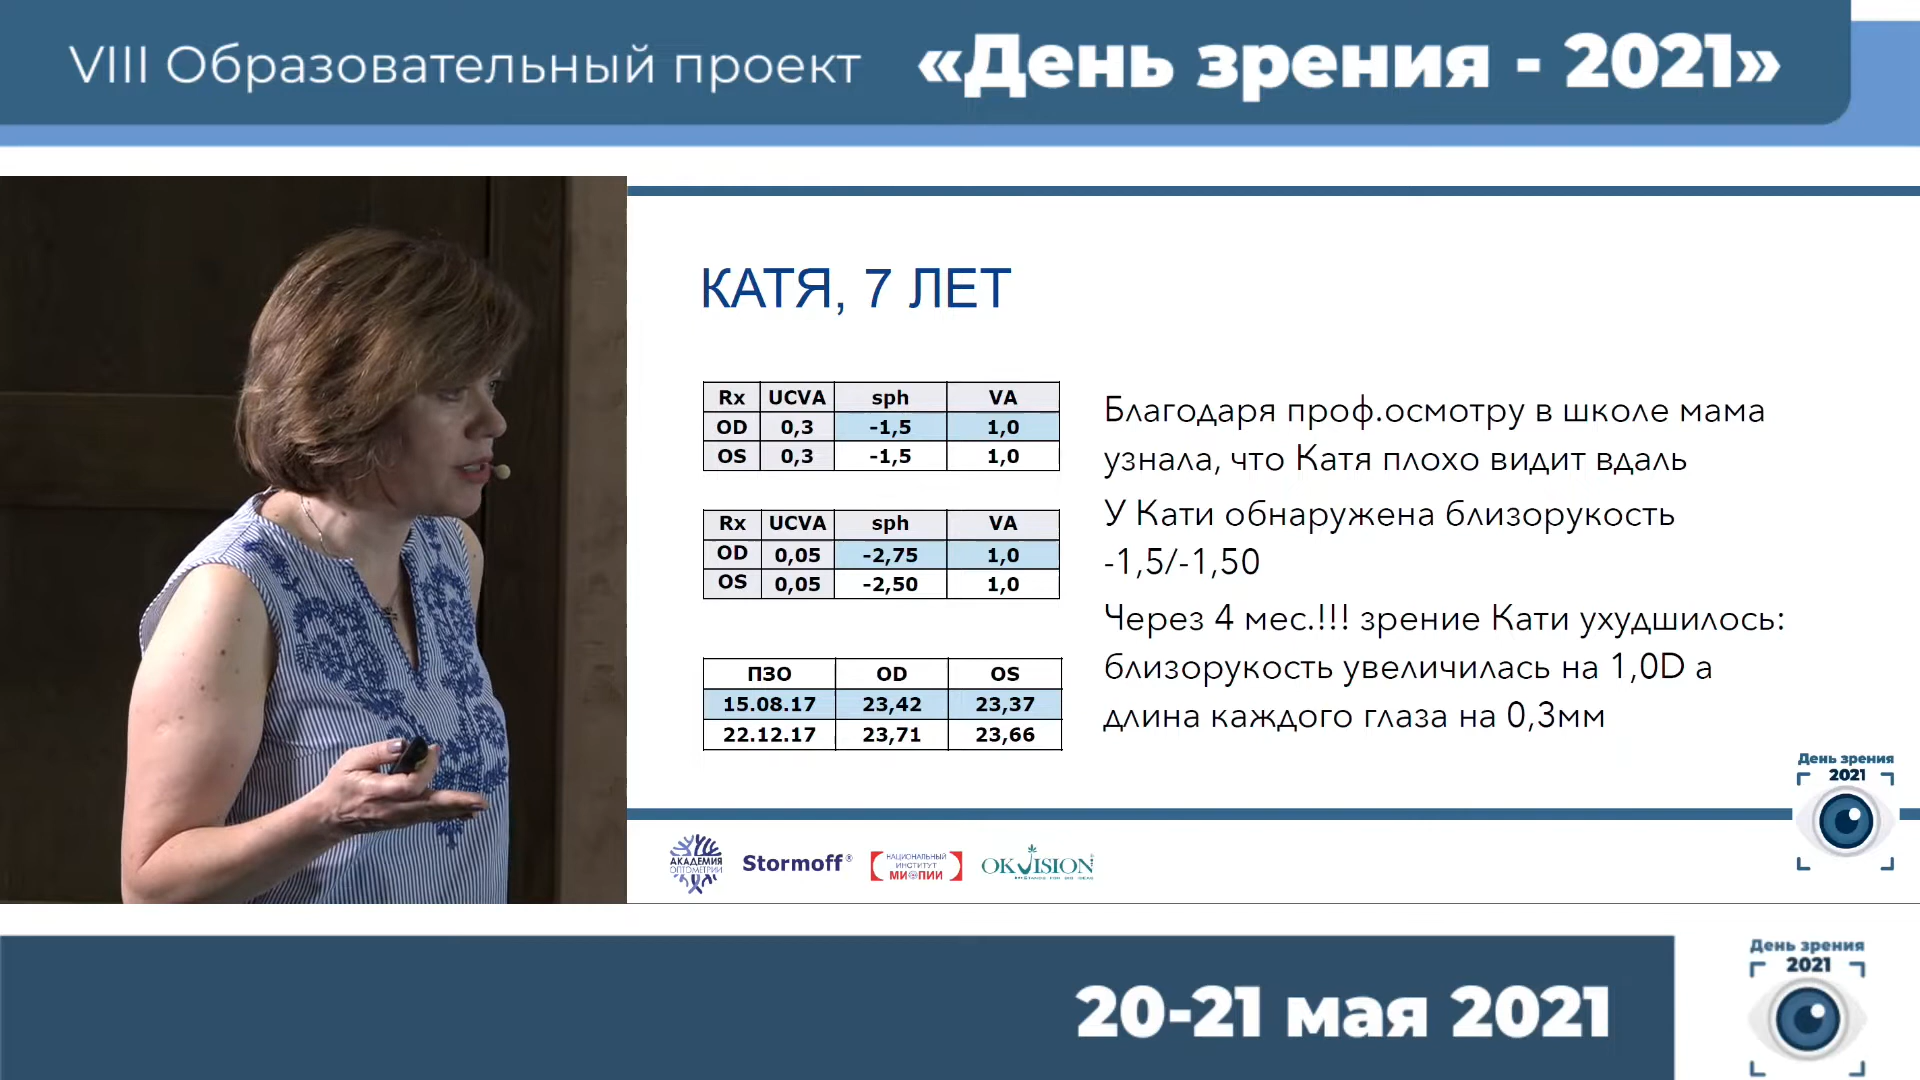 VIII Образовательный проект «День зрения - 2021»
КАТЯ, 7 ЛЕТ
Rx UCVA sph VA
OD 0,3 -1,5 1,0
OS 0,3 -1,5 1,0
Rx UCVA sph VA
OD 0,05 -2,75 1,0
OS 0,05 -2,50 1,0
ПЗО OD OS
15.08.17 23,42 23,37
22.12.17 23,71 23,66
Благодаря проф.осмотру в школе мама
узнала, что Катя плохо видит вдаль
У Кати обнаружена близорукость
-1,5/-1,50
Через 4 мес.!!! зрение Кати ухудшилось:
близорукость увеличилась на 1,0D а
длина каждого глаза на 0,3мм
День зрения
2021
АКАДЕМИЯ
ОПТОМЕТРИИ
Stormoff®
НАЦИОНАЛЬНЫЙ
ИНСТИТУТ
МИОПИИ
OKVISION
20-21 мая 2021
День зрения
2021